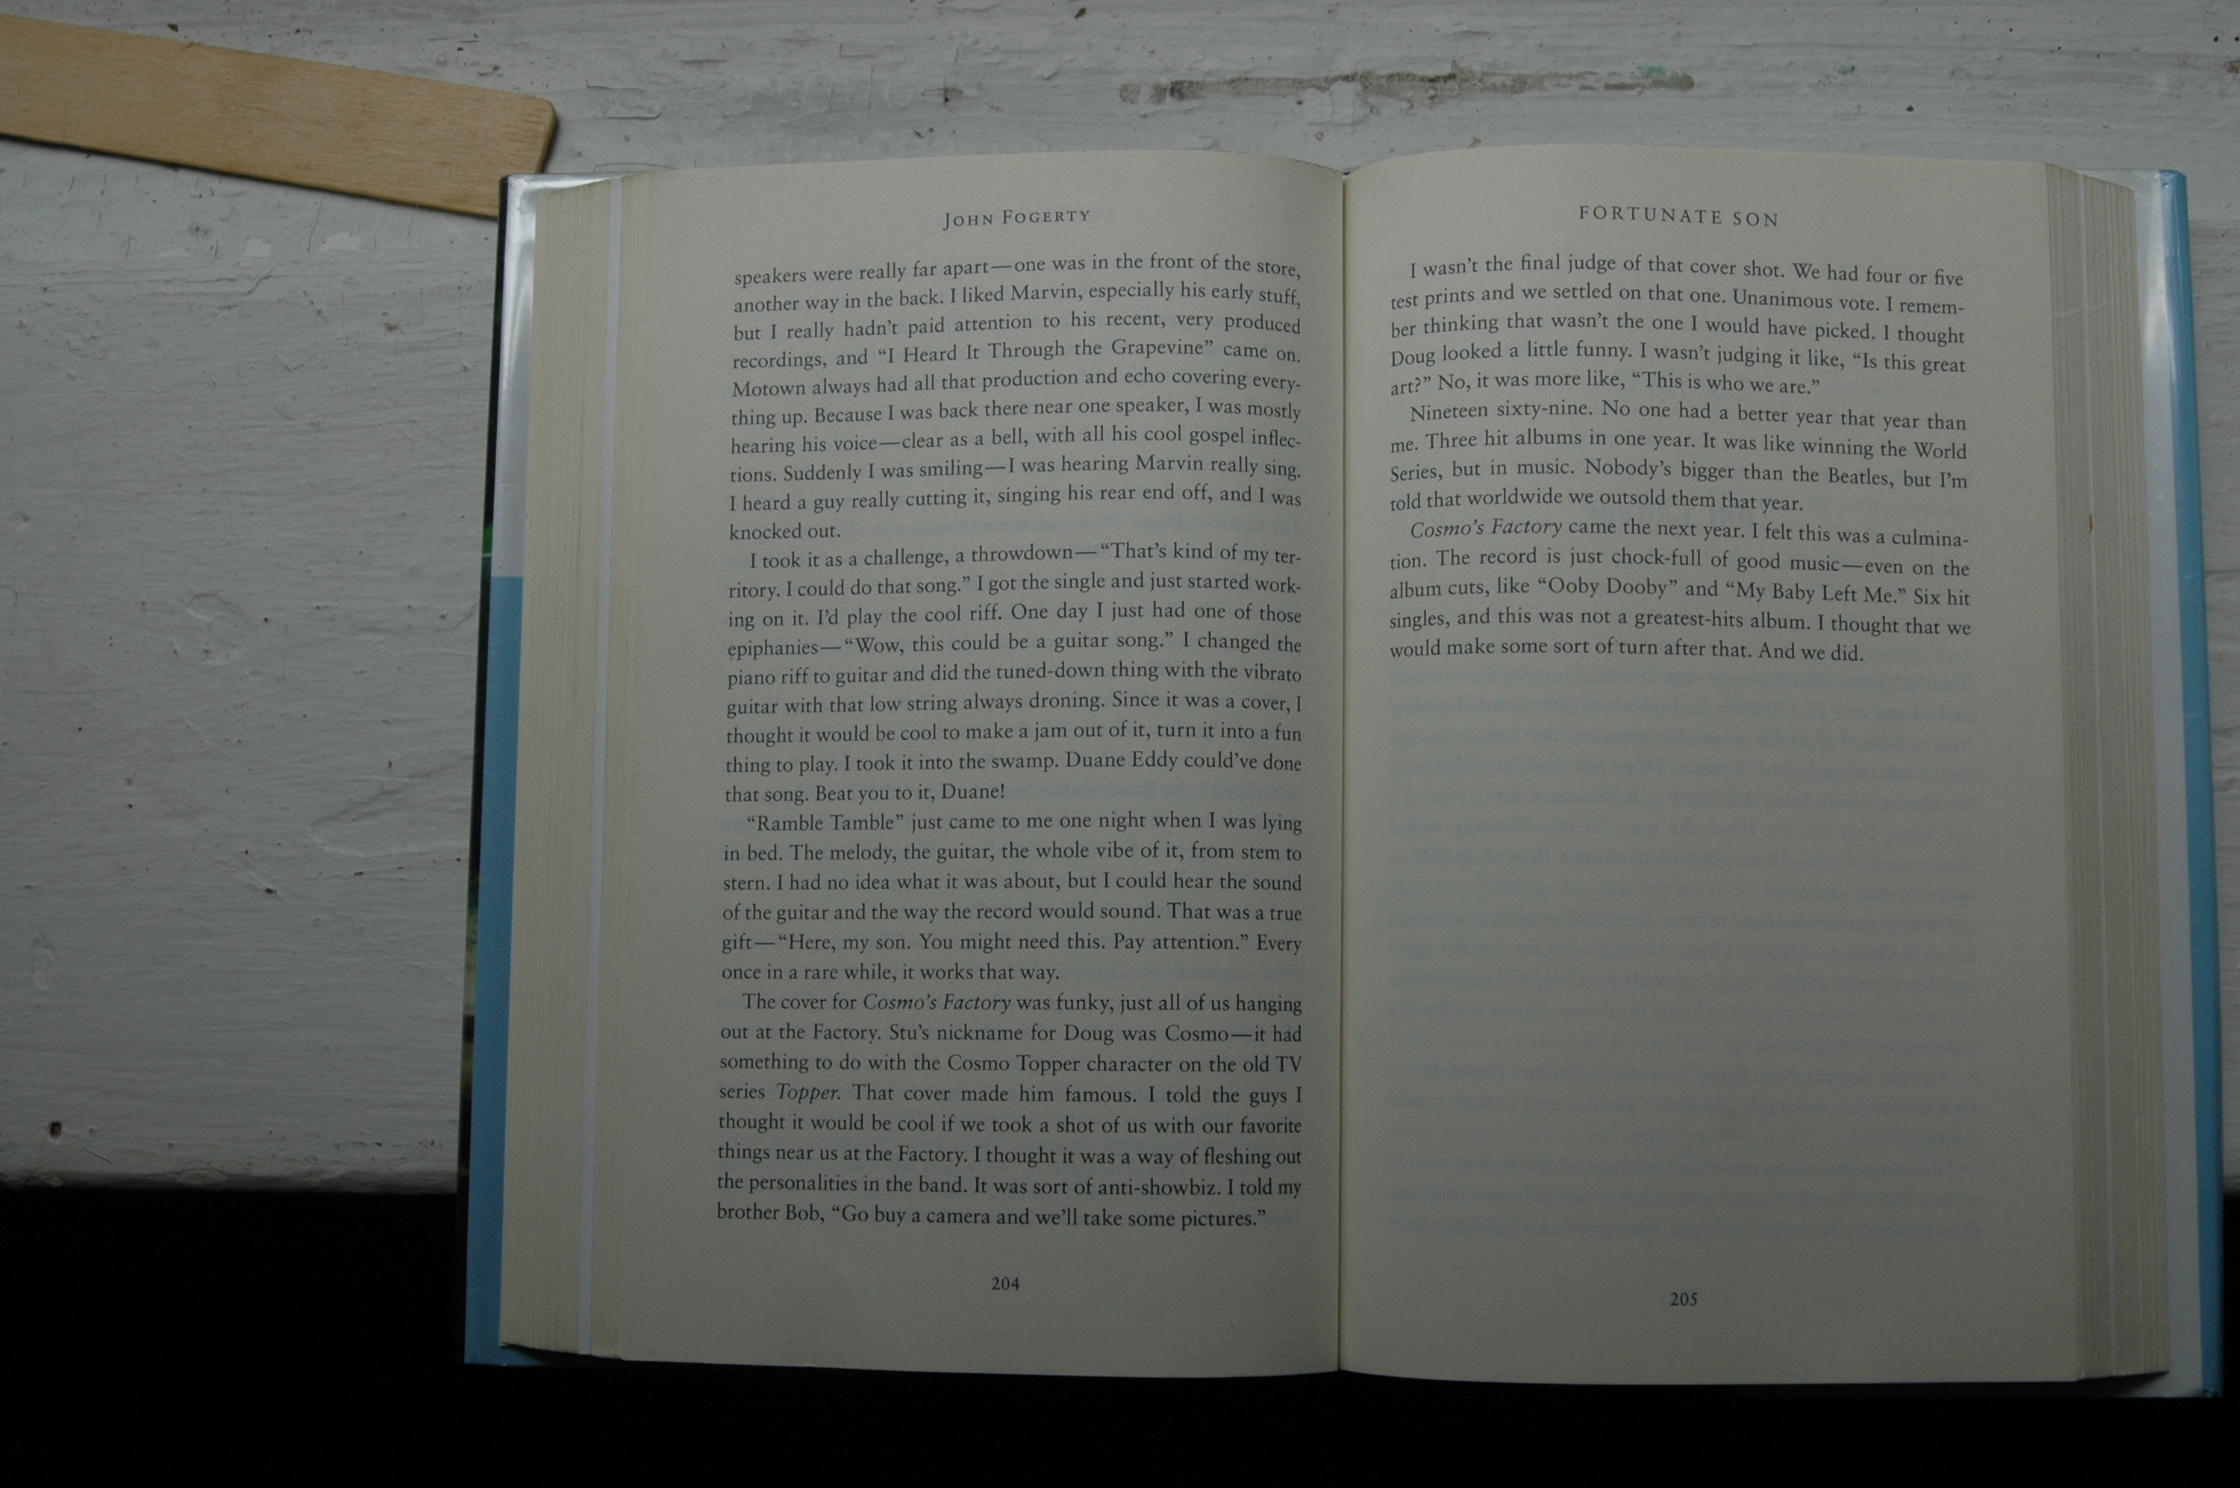 JOHN FOGERTY
speakers were really far apart—one was in the front of the store,
another way in the back. I liked Marvin, especially his early stuff,
but I really hadn't paid attention to his recent, very produced
recordings, and “I Heard It Through the Grapevine” came on.
Motown always had all that production and echo covering every-
thing up. Because I was back there near one speaker, I was mostly
hearing his voice—clear as a bell, with all his cool gospel inflec-
tions. Suddenly I was smiling—I was hearing Marvin really sing.
I heard a guy really cutting it, singing his rear end off, and I was
knocked out.
I took it as a challenge, a throwdown—“That's kind of my ter-
ritory. I could do that song.” I got the single and just started work-
ing on it. I'd play the cool riff. One day I just had one of those
epiphanies—“Wow, this could be a guitar song.” I changed the
piano riff to guitar and did the tuned-down thing with the vibrato
guitar with that low string always droning. Since it was a cover, I
thought it would be cool to make a jam out of it, turn it into a fun
thing to play. I took it into the swamp. Duane Eddy could've done
that song. Beat you to it, Duane!
“Ramble Tamble” just came to me one night when I was lying
in bed. The melody, the guitar, the whole vibe of it, from stem to
stern. I had no idea what it was about, but I could hear the sound
of the guitar and the way the record would sound. That was a true
gift—“Here, my son. You might need this. Pay attention.” Every
once in a rare while, it works that way.
The cover for Cosmo's Factory was funky, just all of us hanging
out at the Factory. Stu's nickname for Doug was Cosmo—it had
something to do with the Cosmo Topper character on the old TV
series Topper. That cover made him famous. I told the guys I
thought it would be cool if we took a shot of us with our favorite
things near us at the Factory. I thought it was a way of fleshing out
the personalities in the band. It was sort of anti-showbiz. I told my
brother Bob, “Go buy a camera and we'll take some pictures.”
204
FORTUNATE SON
I wasn't the final judge of that cover shot. We had four or five
test prints and we settled on that one. Unanimous vote. I remem-
ber thinking that wasn't the one I would have picked. I thought
Doug looked a little funny. I wasn't judging it like, “Is this great
art?” No, it was more like, “This is who we are.”
Nineteen sixty-nine. No one had a better year that year than
me. Three hit albums in one year. It was like winning the World
Series, but in music. Nobody's bigger than the Beatles, but I'm
told that worldwide we outsold them that year.
Cosmo's Factory came the next year. I felt this was a culmina-
tion. The record is just chock-full of good music—even on the
album cuts, like “Ooby Dooby” and “My Baby Left Me.” Six hit
singles, and this was not a greatest-hits album. I thought that we
would make some sort of turn after that. And we did.
205